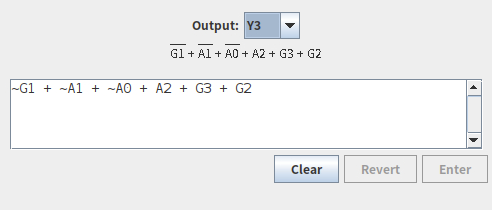 Output: Y3
G1 + A1 + A0 + A2 + G3 + G2
~G1 + ~A1 + ~A0 + A2 + G3 + G2
Clear Revert Enter